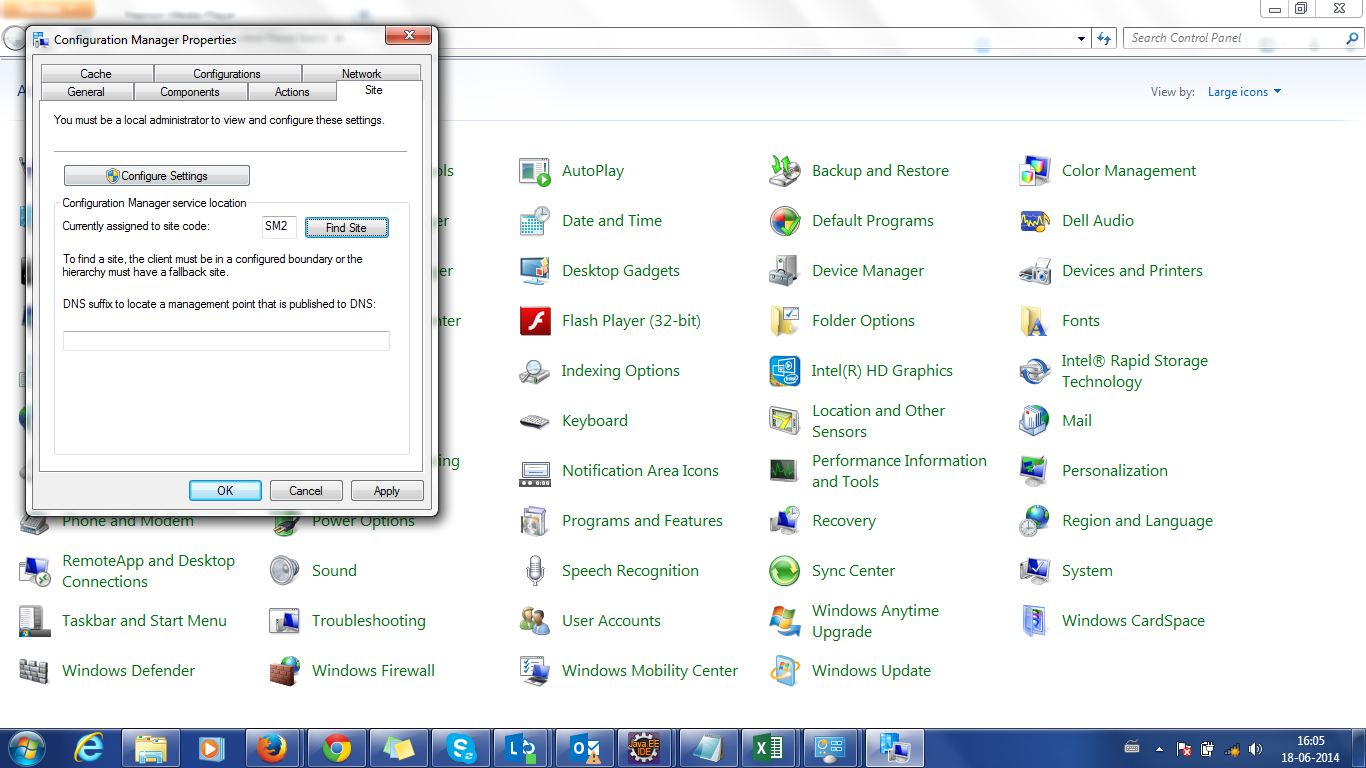 Configuration Manager Properties
Search Control Panel
Cache
Configurations
Network
General
Components
Actions
Site
View by:
Large icons
You must be a local administrator to view and configure these settings.
Configure Settings
Configuration Manager service location
Currently assigned to site code:
SM2
Find Site
To find a site, the client must be in a configured boundary or the
hierarchy must have a fallback site.
DNS suffix to locate a management point that is published to DNS:
OK
Cancel
Apply
AutoPlay
Backup and Restore
Color Management
Date and Time
Default Programs
Dell Audio
Desktop Gadgets
Device Manager
Devices and Printers
Flash Player (32-bit)
Folder Options
Fonts
Indexing Options
Intel(R) HD Graphics
Intel® Rapid Storage
Technology
Keyboard
Location and Other
Sensors
Mail
Notification Area Icons
Performance Information
and Tools
Personalization
Phone and Modem
Power Options
Programs and Features
Recovery
Region and Language
RemoteApp and Desktop
Connections
Sound
Speech Recognition
Sync Center
System
Taskbar and Start Menu
Troubleshooting
User Accounts
Windows Anytime
Upgrade
Windows CardSpace
Windows Defender
Windows Firewall
Windows Mobility Center
Windows Update
Java EE
IDE
16:05
18-06-2014